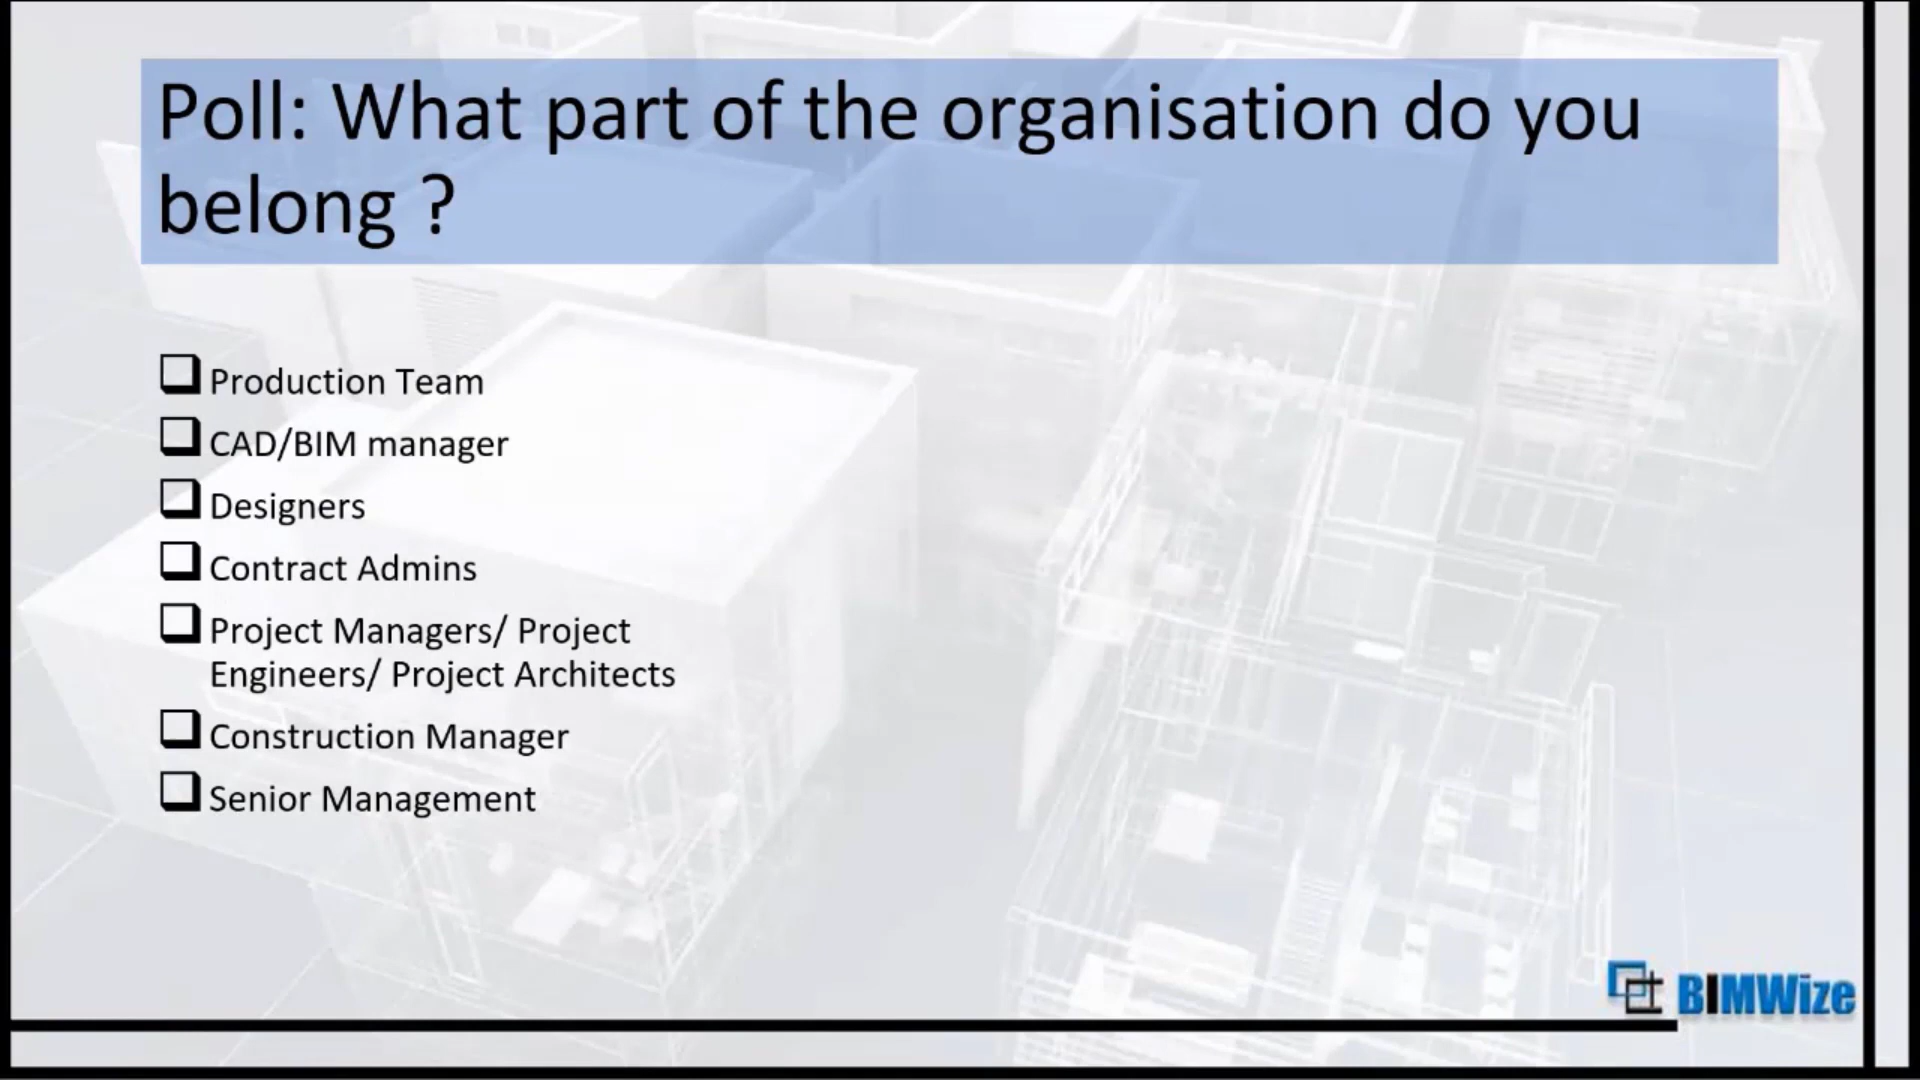 Poll: What part of the organisation do you
belong ?
Production Team
CAD/BIM manager
Designers
Contract Admins
Project Managers/ Project
Engineers/ Project Architects
Construction Manager
Senior Management
BIMWize